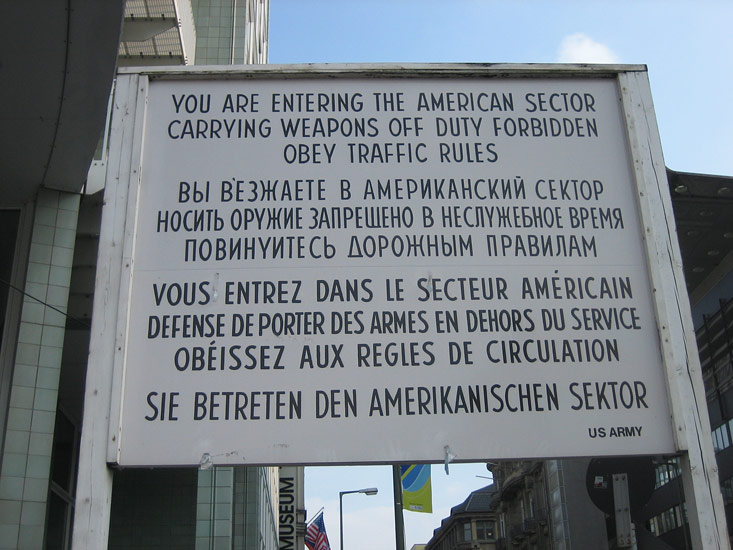 YOU ARE ENTERING THE AMERICAN SECTOR
CARRYING WEAPONS OFF DUTY FORBIDDEN
OBEY TRAFFIC RULES
ВЫ В'ЕЗЖАЕТЕ В АМЕРИКАНСКИЙ СЕКТОР
НОСИТЬ ОРУЖИЕ ЗАПРЕЩЕНО В НЕСЛУЖЕБНОЕ ВРЕМЯ
ПОВИНУИТЕСЬ ДОРОЖНЫМ ПРАВИЛАМ
VOUS ENTREZ DANS LE SECTEUR AMÉRICAIN
DEFENSE DE PORTER DES ARMES EN DEHORS DU SERVICE
OBÉISSEZ AUX REGLES DE CIRCULATION
SIE BETRETEN DEN AMERIKANISCHEN SEKTOR
US ARMY
MUSEUM